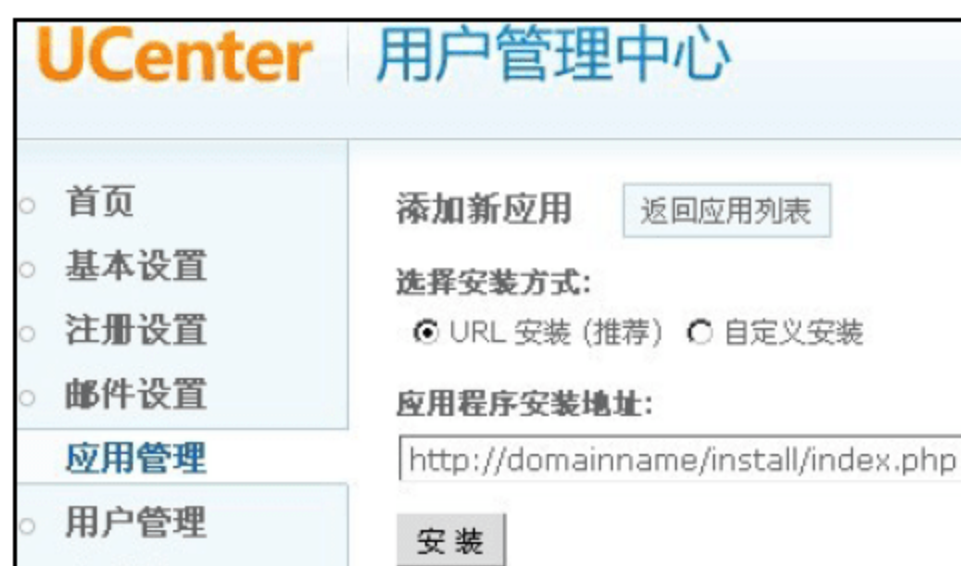 UCenter 用户管理中心
首页
基本设置
注册设置
邮件设置
应用管理
用户管理
添加新应用 返回应用列表
选择安装方式:
URL 安装 (推荐) 自定义安装
应用程序安装地址:
http://domainname/install/index.php
安 装